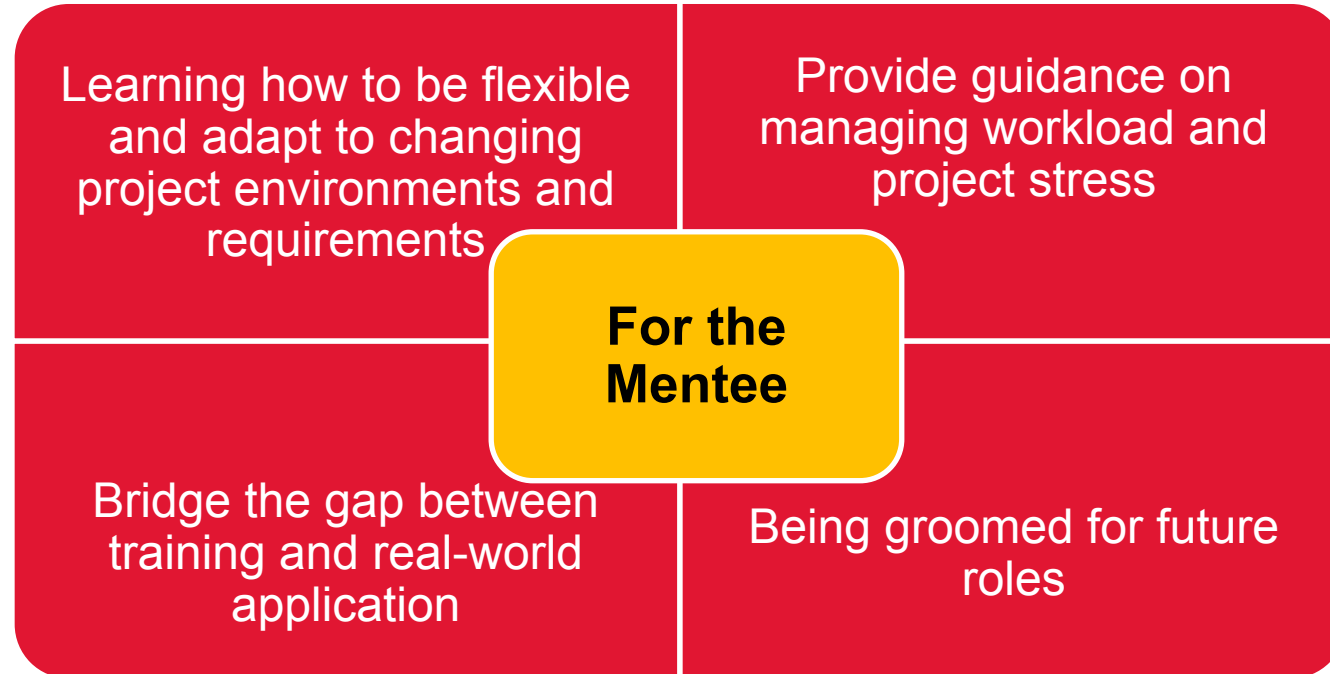 Learning how to be flexible
and adapt to changing
project environments and
requirements
Provide guidance on
managing workload and
project stress
For the
Mentee
Bridge the gap between
training and real-world
application
Being groomed for future
roles